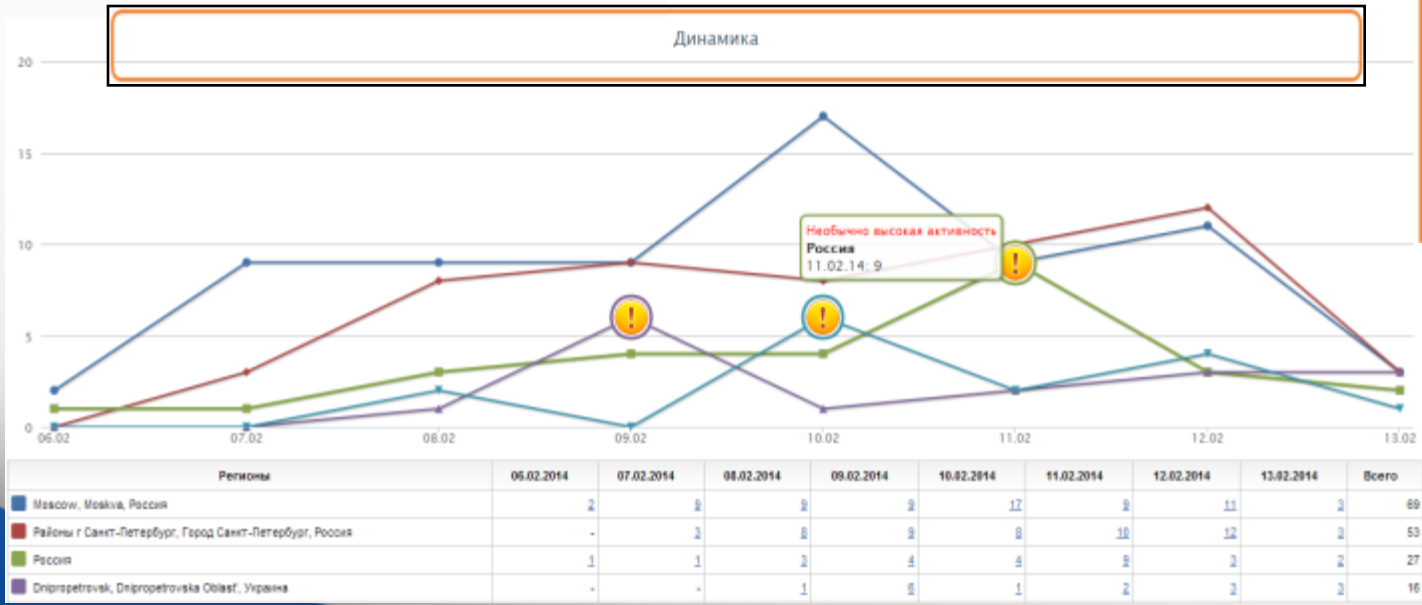 Динамика
20
15
10
5
0
Необычно высокая активность
Россия
11.02.14: 9
06.02 07.02 08.02 09.02 10.02 11.02 12.02 13.02
Регионы 06.02.2014 07.02.2014 08.02.2014 09.02.2014 10.02.2014 11.02.2014 12.02.2014 13.02.2014 Всего
Moscow, Moskva, Россия 2 9 9 9 17 9 11 3 69
Районы г Санкт-Петербург, Город Санкт-Петербург, Россия - 3 8 9 8 10 12 3 53
Россия 1 1 3 4 4 9 3 2 27
Dnipropetrovsk, Dnipropetrovska Oblast', Украина - - 1 6 1 2 3 3 16